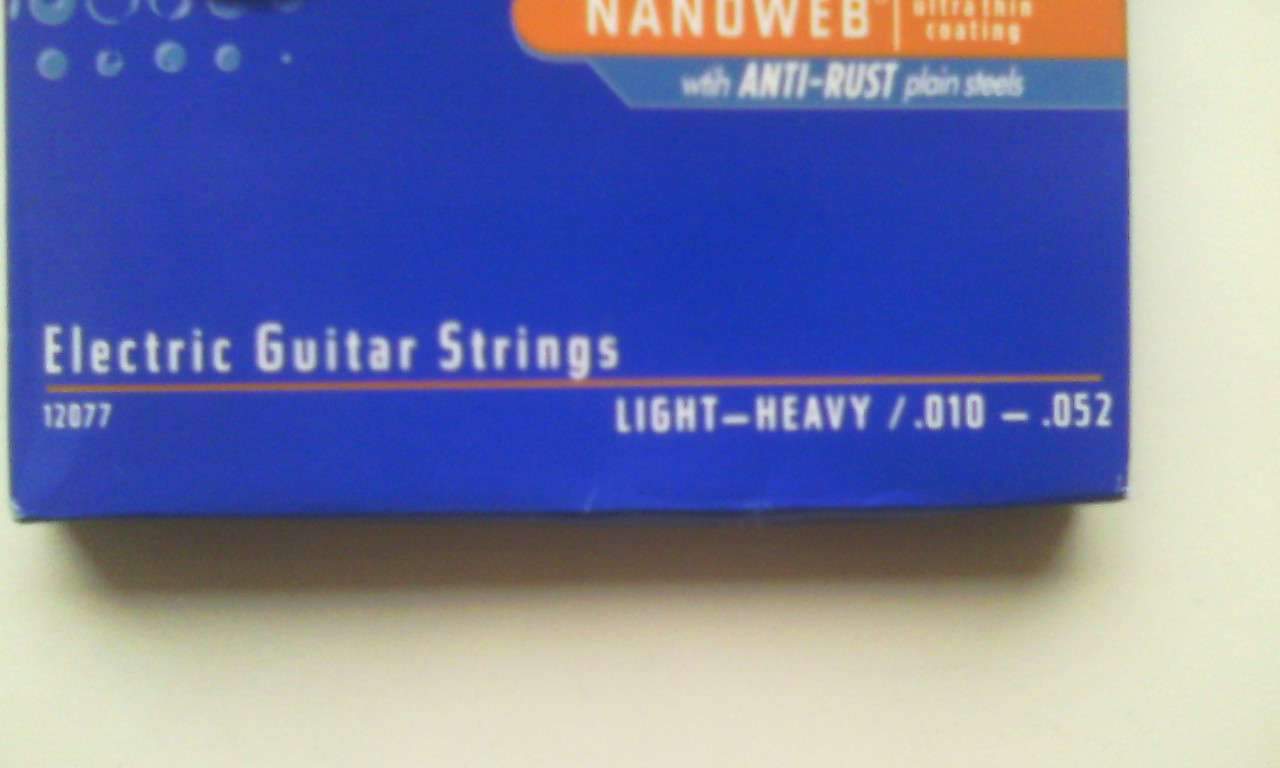 NANOWEB
ultra thin
coating
with ANTI-RUST plain steels
Electric Guitar Strings
12077
LIGHT–HEAVY / .010 – .052